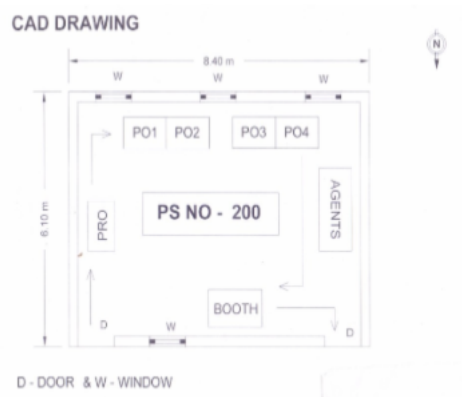 CAD DRAWING
N
8.40 m
W W W
PO1 PO2 PO3 PO4
6.10 m
PRO
PS NO - 200
AGENTS
BOOTH
D W D
D - DOOR & W - WINDOW